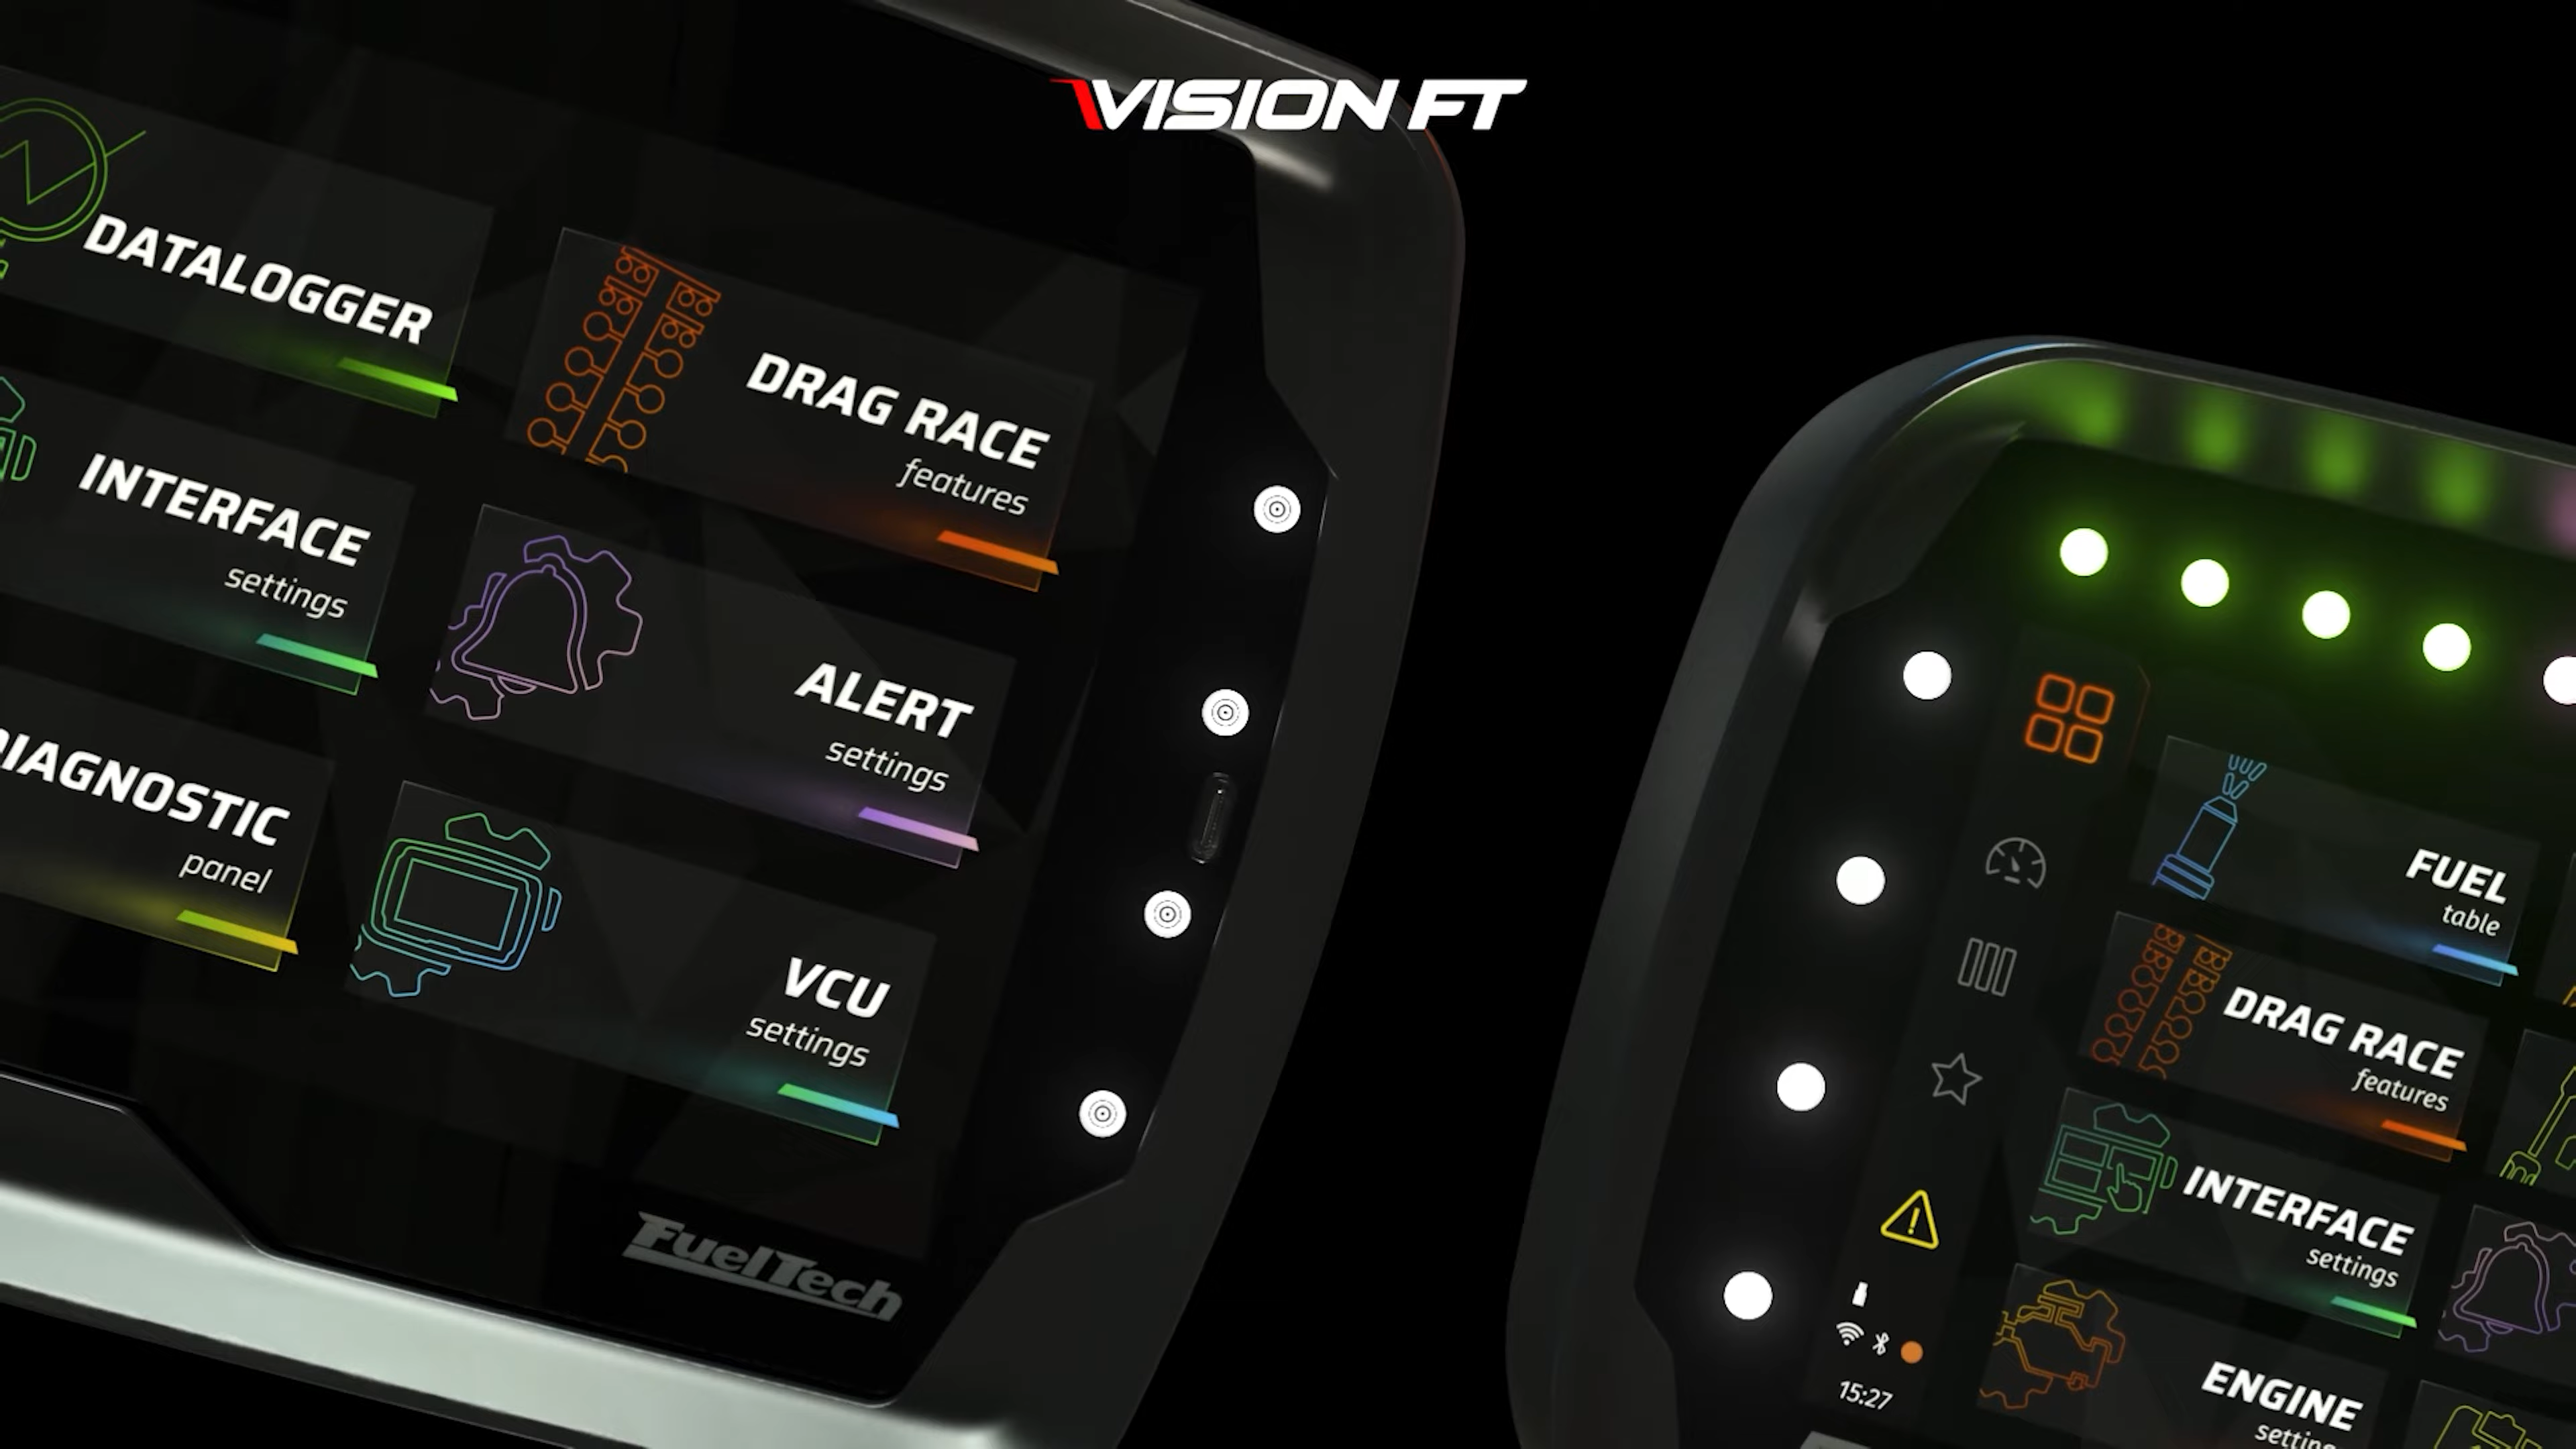 VISION FT
DATALOGGER
DRAG RACE
features
INTERFACE
settings
ALERT
settings
DIAGNOSTIC
panel
VCU
settings
FuelTech
FUEL
table
DRAG RACE
features
INTERFACE
settings
ENGINE
15:27